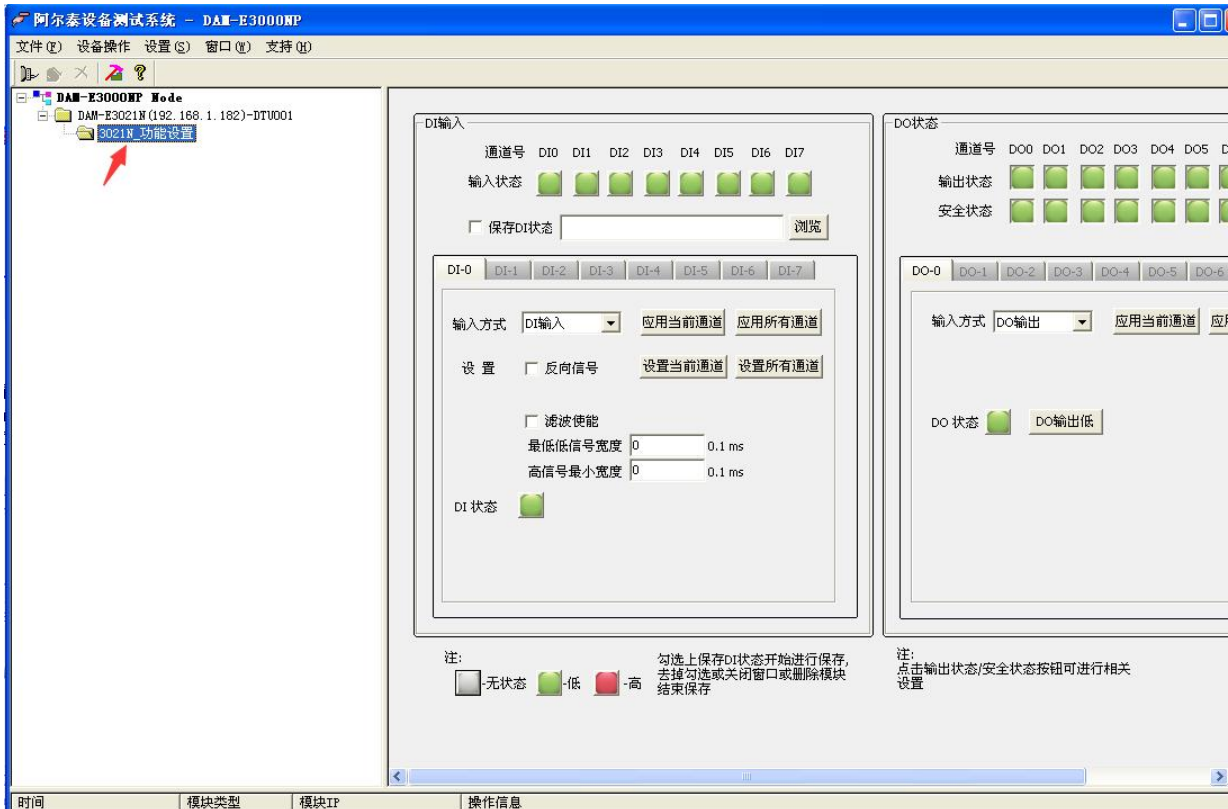 阿尔泰设备测试系统 - DAM-E3000NP
文件(F) 设备操作 设置(S) 窗口(W) 支持(H)
DAM-E3000NP Node
DAM-E3021N(192.168.1.182)-DTU001
3021N_功能设置
DI输入
通道号 DI0 DI1 DI2 DI3 DI4 DI5 DI6 DI7
输入状态
保存DI状态 浏览
DI-0 DI-1 DI-2 DI-3 DI-4 DI-5 DI-6 DI-7
输入方式 DI输入 应用当前通道 应用所有通道
设 置 反向信号 设置当前通道 设置所有通道
滤波使能
最低低信号宽度 0 0.1 ms
高信号最小宽度 0 0.1 ms
DI 状态
注:
-无状态 -低 -高
勾选上保存DI状态开始进行保存,
去掉勾选或关闭窗口或删除模块
结束保存
DO状态
通道号 DO0 DO1 DO2 DO3 DO4 DO5 D
输出状态
安全状态
DO-0 DO-1 DO-2 DO-3 DO-4 DO-5 DO-6
输入方式 DO输出 应用当前通道 应
DO 状态 DO输出低
注:
点击输出状态/安全状态按钮可进行相关
设置
时间 模块类型 模块IP 操作信息